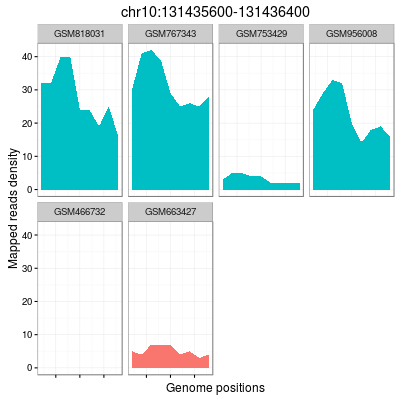 chr10:131435600-131436400
GSM818031 GSM767343 GSM753429 GSM956008
40
30
20
10
0
GSM466732 GSM663427
40
30
20
10
0
Mapped reads density
Genome positions